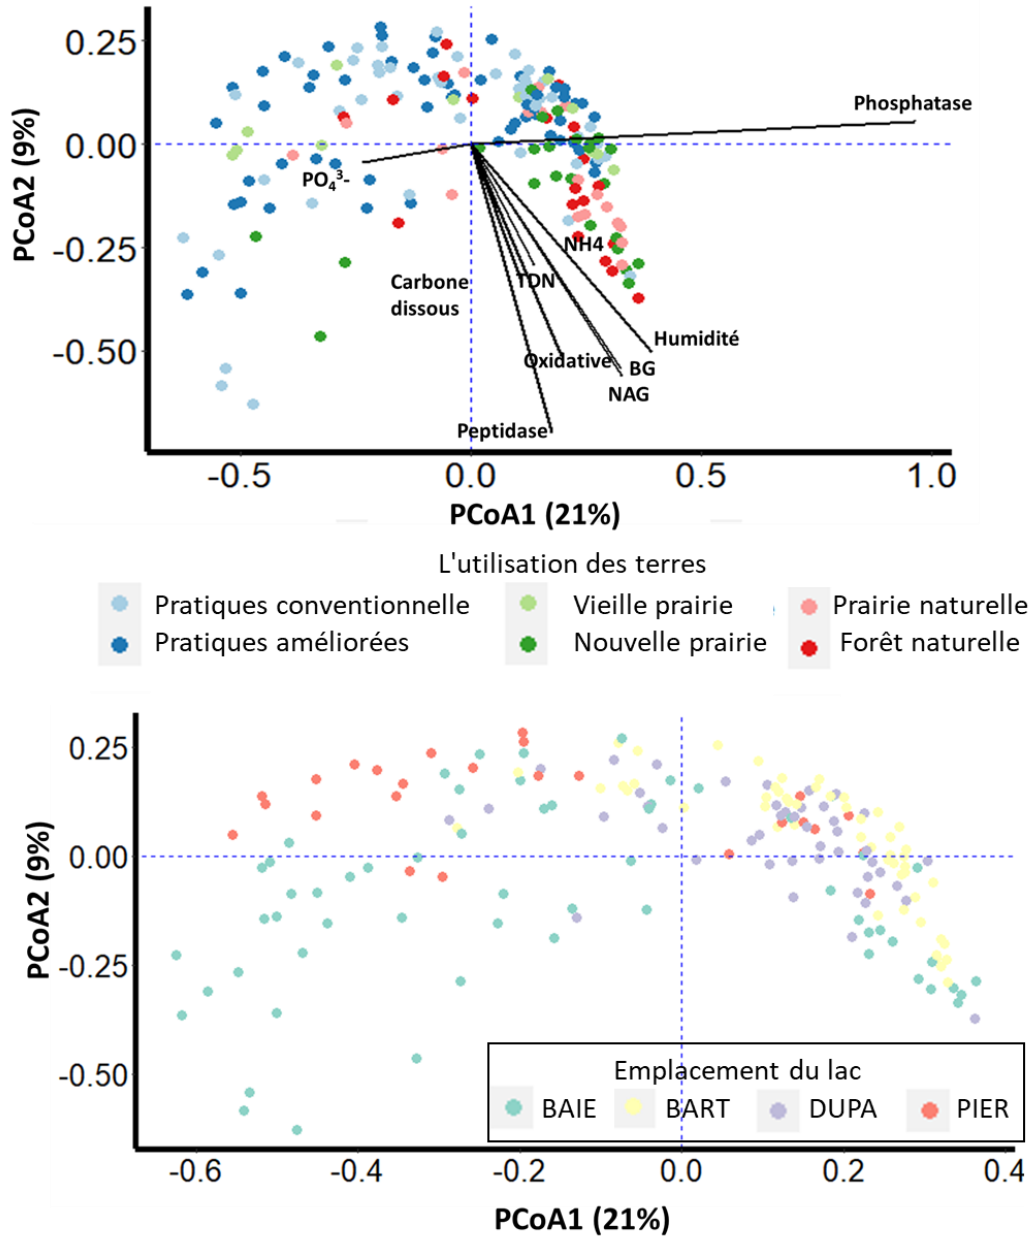 0.25
0.00
-0.25
-0.50
PCoA2 (9%)
Phosphatase
PO₄³-
NH4
TDN
Carbone
dissous
Humidité
Oxidative
BG
NAG
Peptidase
-0.5
0.0
0.5
1.0
PCoA1 (21%)
L'utilisation des terres
Pratiques conventionnelle
Vieille prairie
Prairie naturelle
Pratiques améliorées
Nouvelle prairie
Forêt naturelle
0.25
0.00
-0.25
-0.50
PCoA2 (9%)
Emplacement du lac
BAIE
BART
DUPA
PIER
-0.6
-0.4
-0.2
0.0
0.2
0.4
PCoA1 (21%)